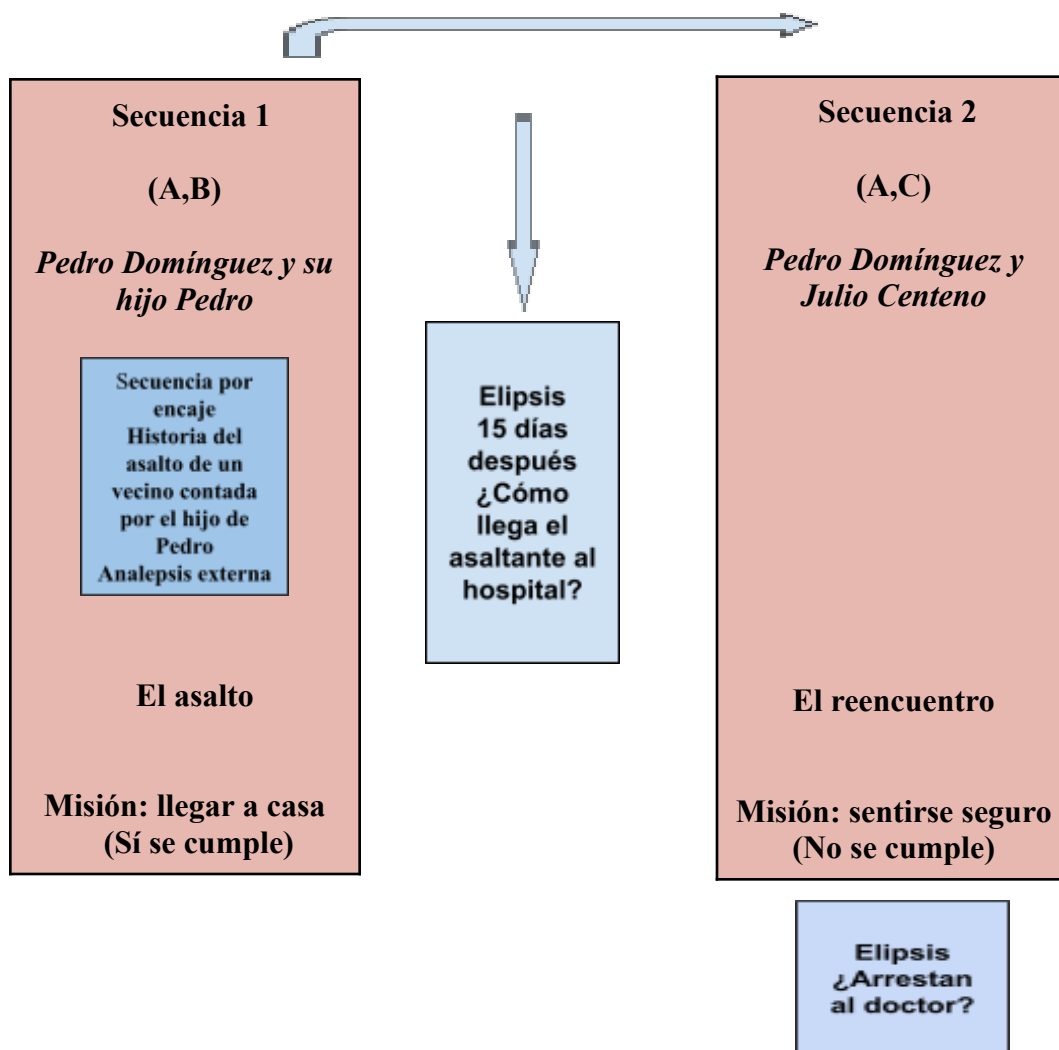 Secuencia 1
(A,B)
Pedro Domínguez y su
hijo Pedro
Secuencia por
encaje
Historia del
asalto de un
vecino contada
por el hijo de
Pedro
Analepsis externa
El asalto
Misión: llegar a casa
(Sí se cumple)
Elipsis
15 días
después
¿Cómo
llega el
asaltante al
hospital?
Secuencia 2
(A,C)
Pedro Domínguez y
Julio Centeno
El reencuentro
Misión: sentirse seguro
(No se cumple)
Elipsis
¿Arrestan
al doctor?